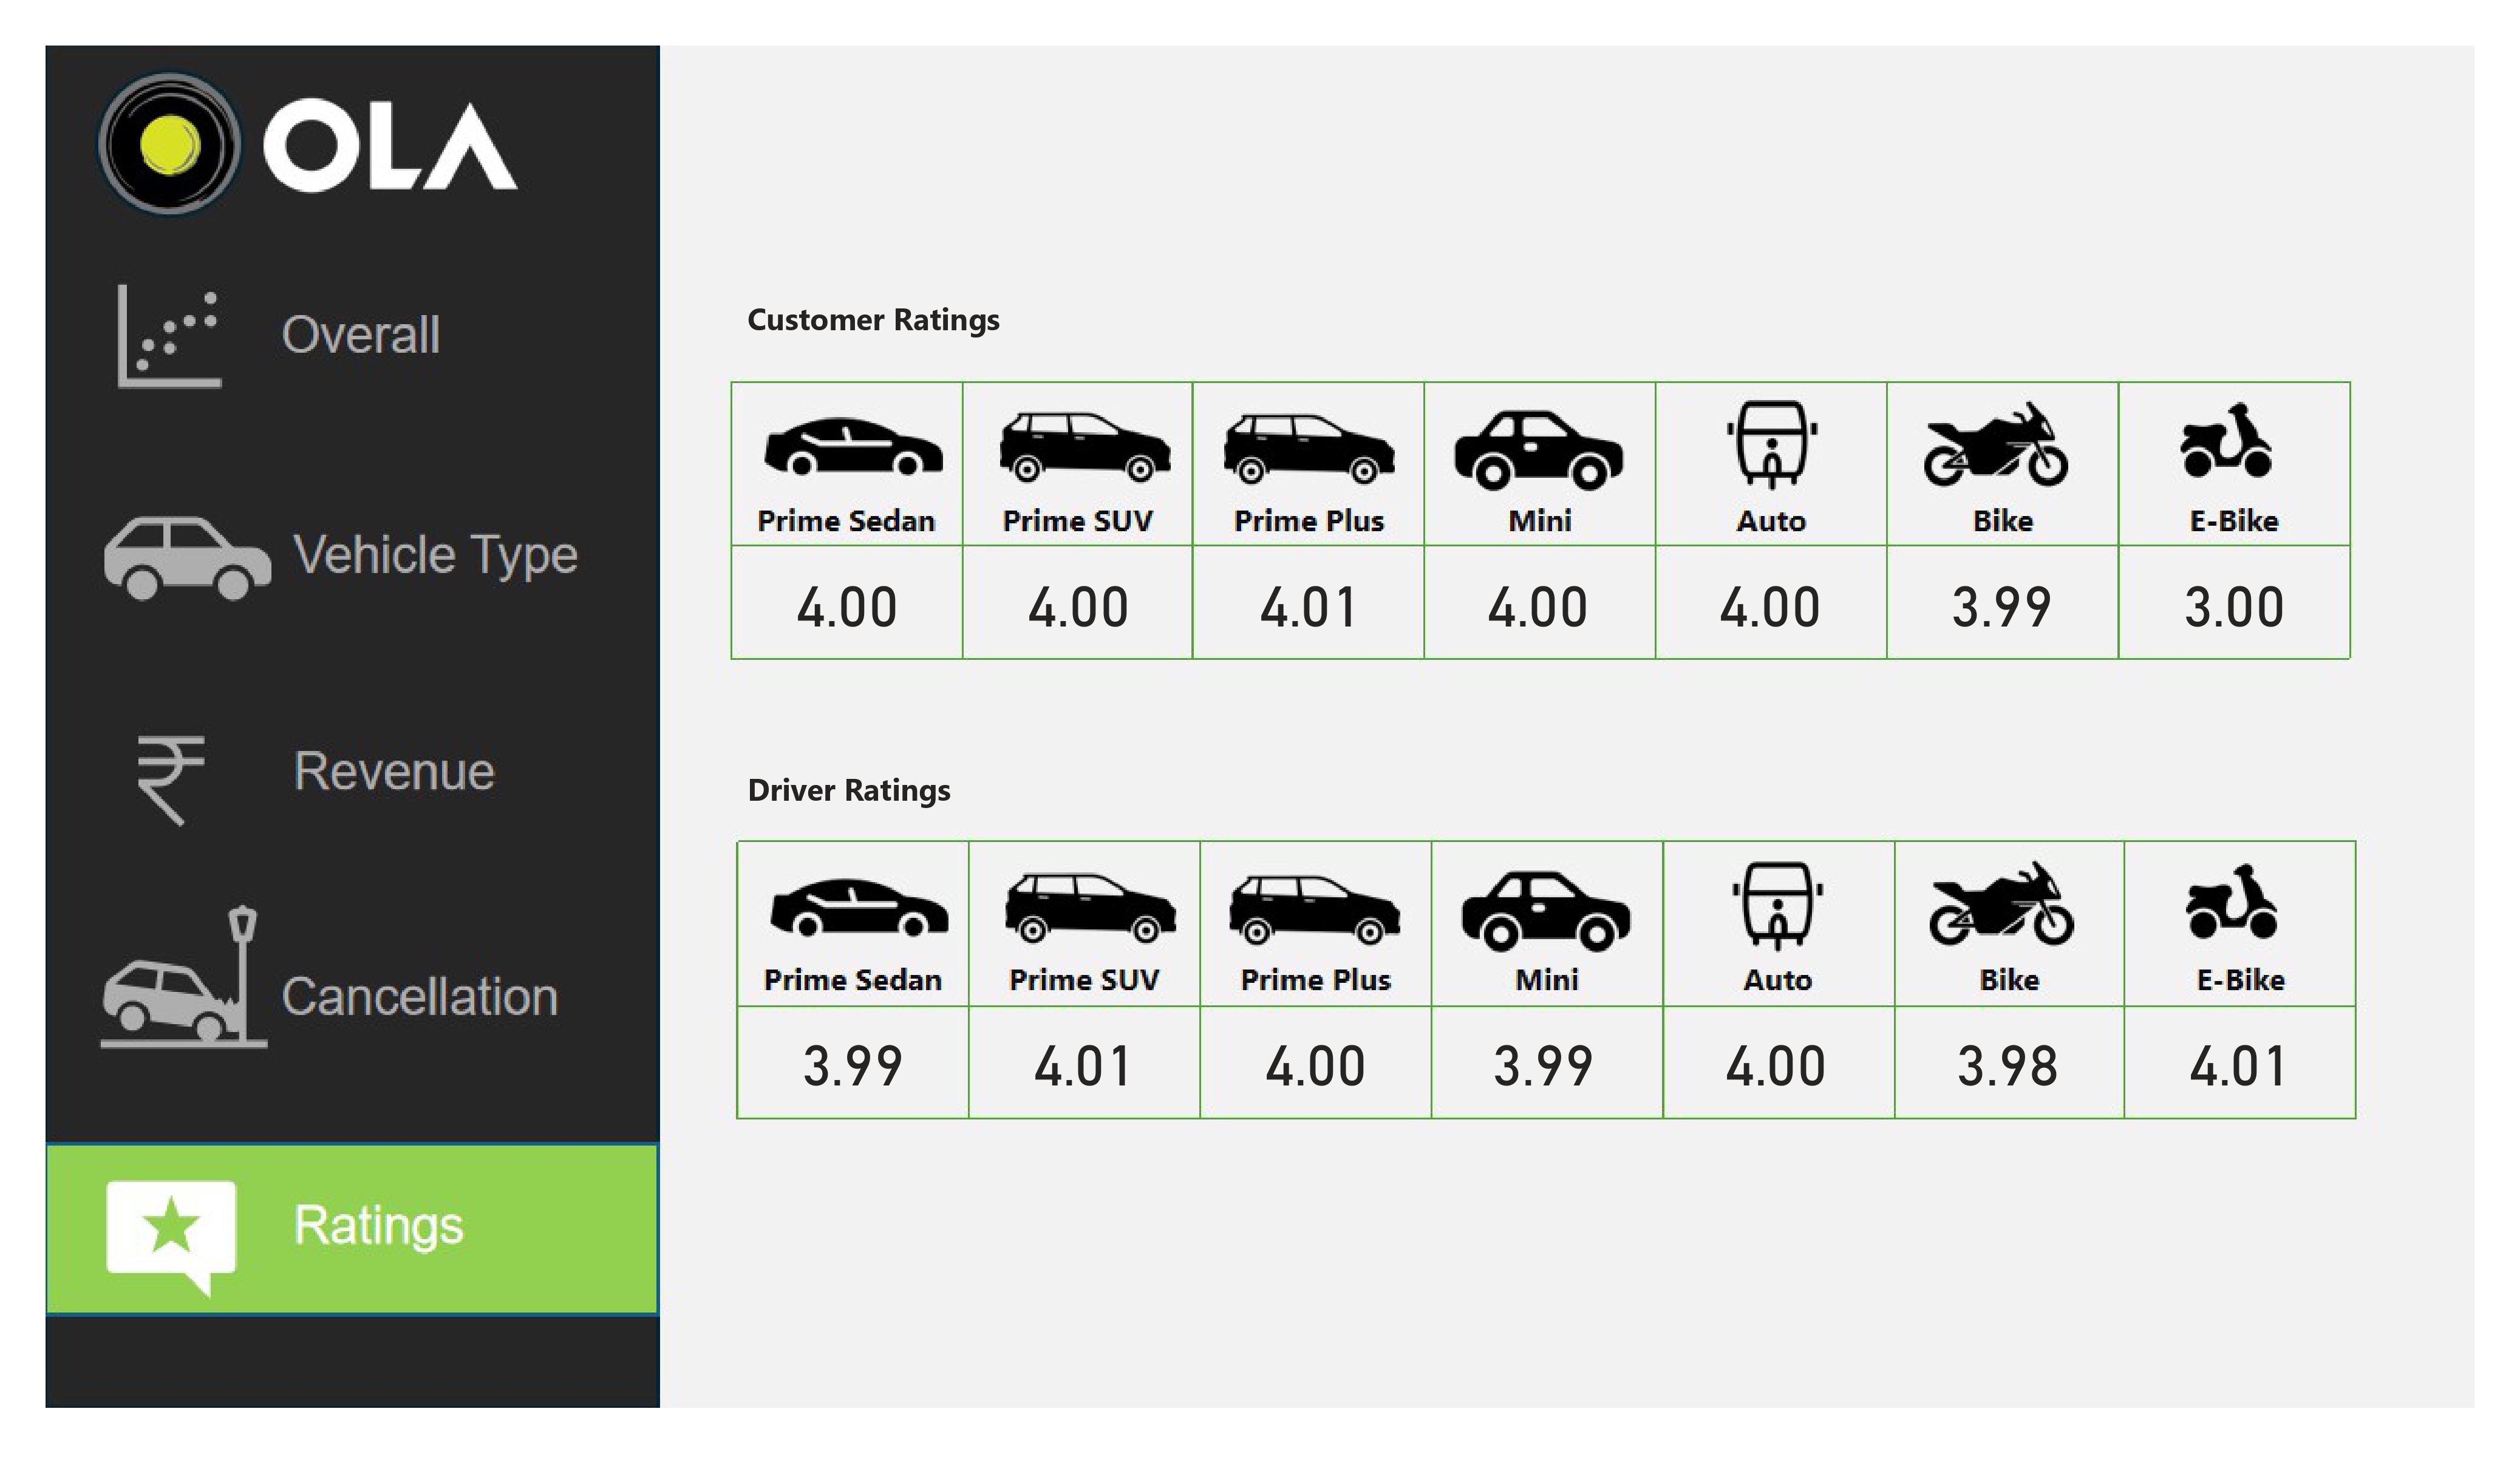 OLA
Overall
Vehicle Type
Revenue
Cancellation
Ratings
Customer Ratings
Prime Sedan Prime SUV Prime Plus Mini Auto Bike E-Bike
4.00 4.00 4.01 4.00 4.00 3.99 3.00
Driver Ratings
Prime Sedan Prime SUV Prime Plus Mini Auto Bike E-Bike
3.99 4.01 4.00 3.99 4.00 3.98 4.01